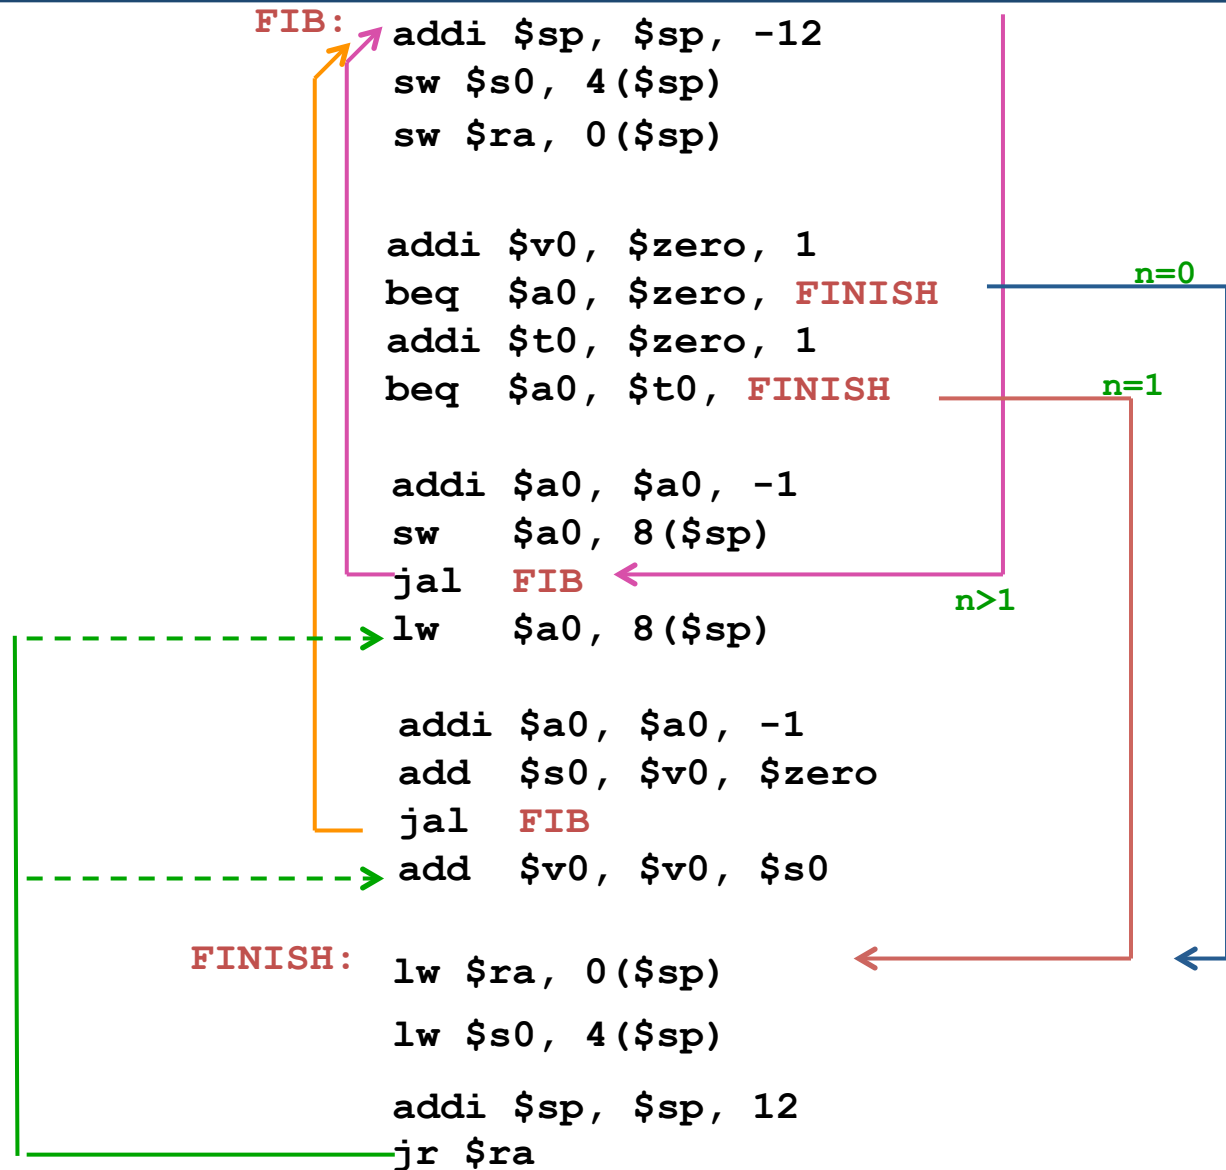 FIB: addi $sp, $sp, -12
sw $s0, 4($sp)
sw $ra, 0($sp)
addi $v0, $zero, 1
beq $a0, $zero, FINISH n=0
addi $t0, $zero, 1
beq $a0, $t0, FINISH n=1
addi $a0, $a0, -1
sw $a0, 8($sp)
jal FIB
n>1
lw $a0, 8($sp)
addi $a0, $a0, -1
add $s0, $v0, $zero
jal FIB
add $v0, $v0, $s0
FINISH: lw $ra, 0($sp)
lw $s0, 4($sp)
addi $sp, $sp, 12
jr $ra